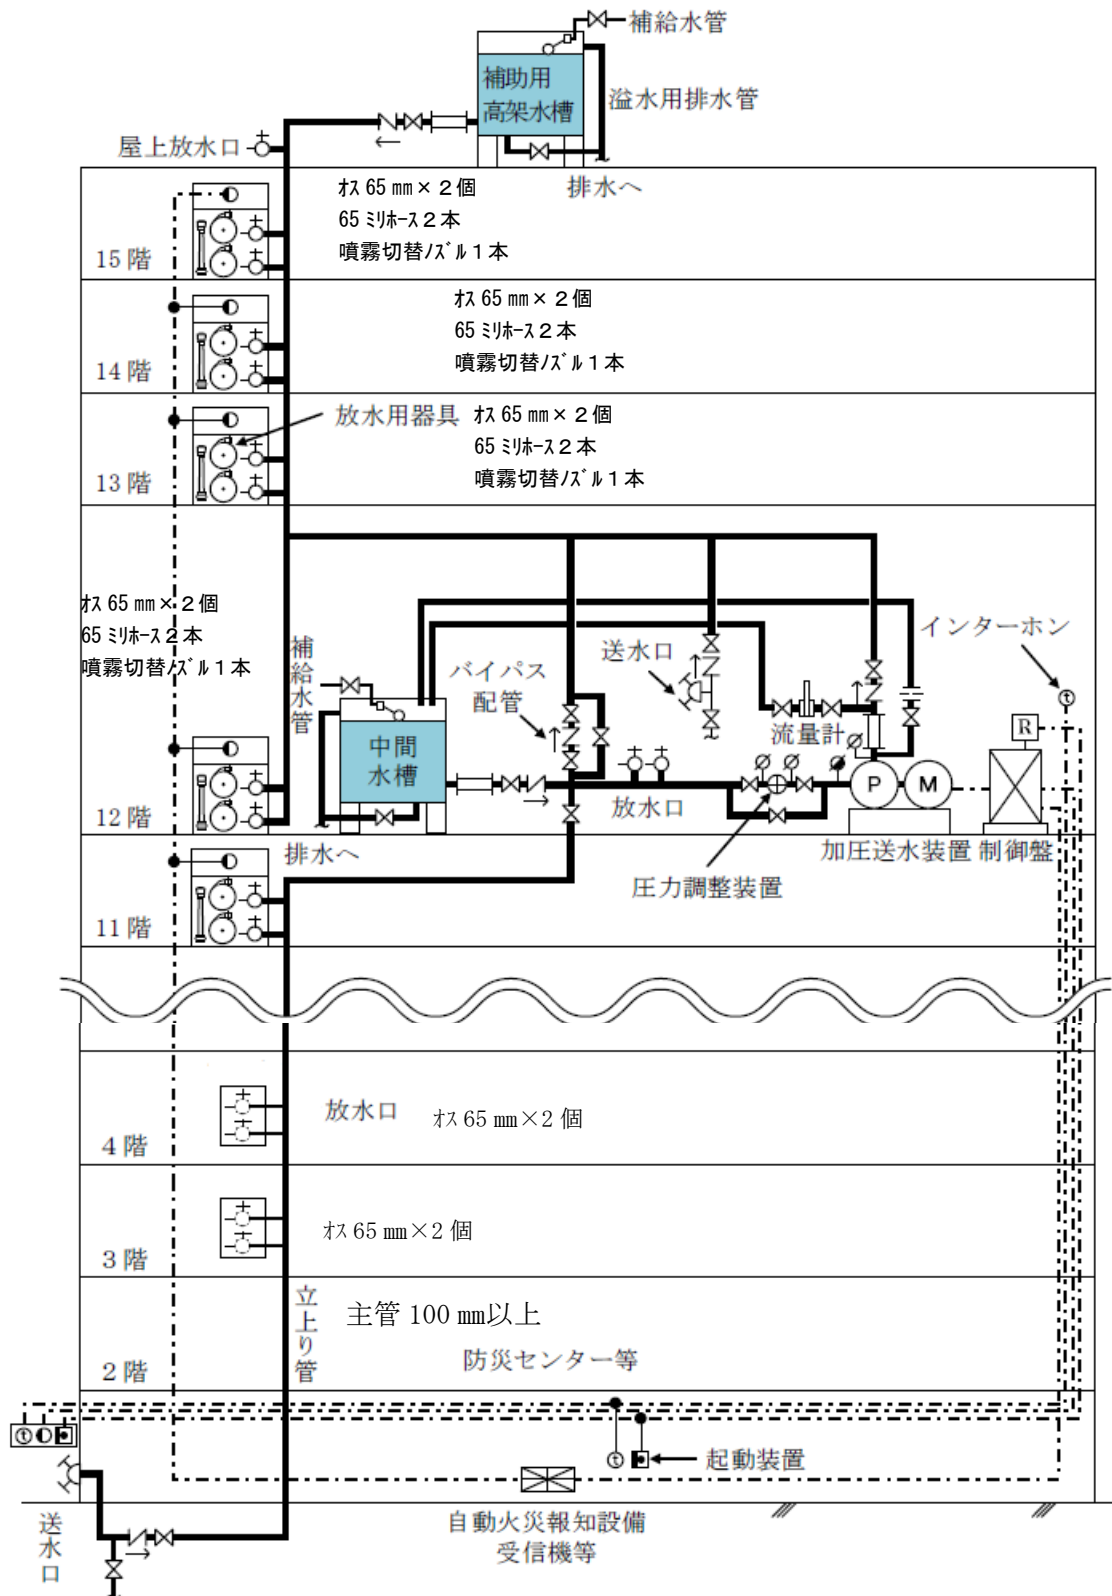 補給水管
補助用
高架水槽
溢水用排水管
屋上放水口
排水へ
ｵｽ 65 mm× 2 個
65 ﾐﾘﾎｰｽ 2 本
噴霧切替ﾉｽﾞﾙ 1 本
15 階
ｵｽ 65 mm× 2 個
65 ﾐﾘﾎｰｽ 2 本
噴霧切替ﾉｽﾞﾙ 1 本
14 階
放水用器具
ｵｽ 65 mm× 2 個
65 ﾐﾘﾎｰｽ 2 本
噴霧切替ﾉｽﾞﾙ 1 本
13 階
ｵｽ 65 mm× 2 個
65 ﾐﾘﾎｰｽ 2 本
噴霧切替ﾉｽﾞﾙ 1 本
補給水管
バイパス
配管
送水口
インターホン
t
流量計
R
中間
水槽
P
M
放水口
12 階
排水へ
加圧送水装置
制御盤
圧力調整装置
11 階
放水口
ｵｽ 65 mm×2 個
4 階
ｵｽ 65 mm×2 個
3 階
立上り管
主管 100 ㎜以上
防災センター等
2 階
t
t
起動装置
送水口
自動火災報知設備
受信機等